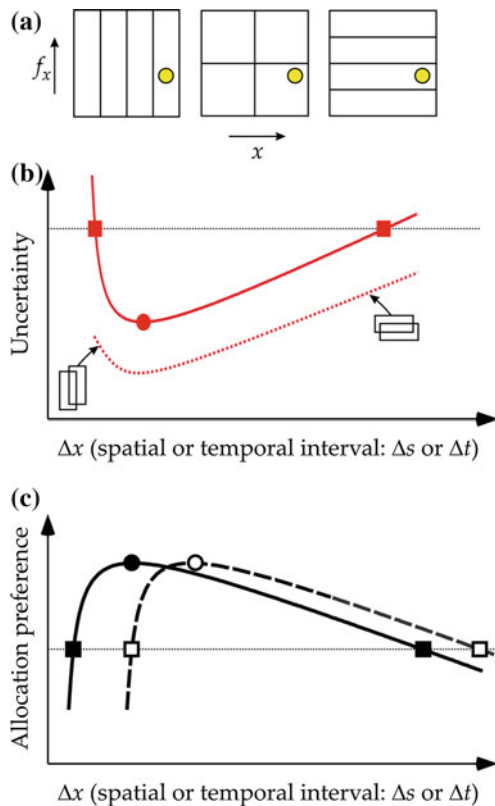 (a)
fx
x
(b)
Uncertainty
Δx (spatial or temporal interval: Δs or Δt)
(c)
Allocation preference
Δx (spatial or temporal interval: Δs or Δt)